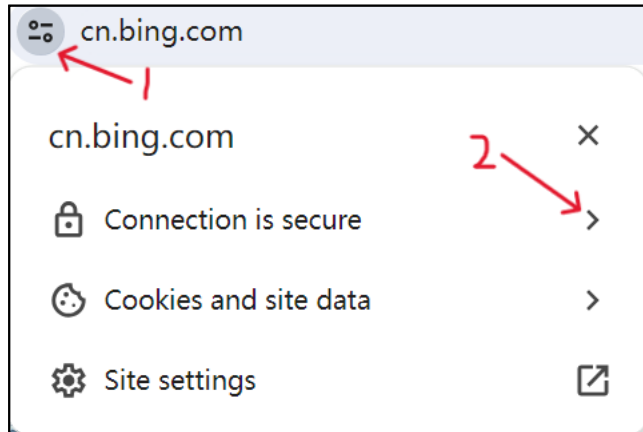 cn.bing.com
1
cn.bing.com
2
Connection is secure
Cookies and site data
Site settings